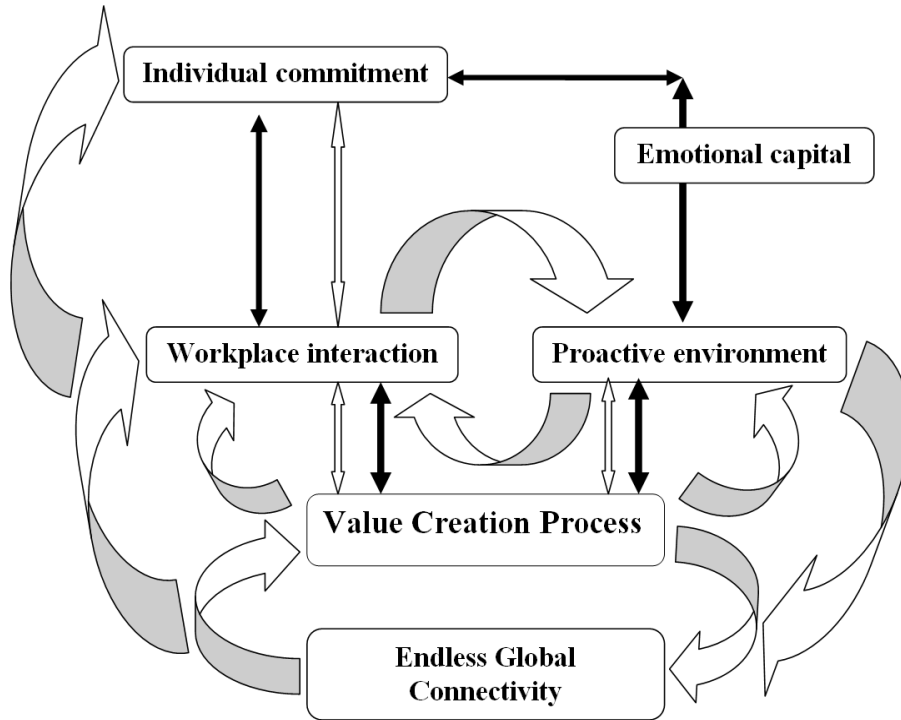 Individual commitment
Emotional capital
Workplace interaction
Proactive environment
Value Creation Process
Endless Global
Connectivity